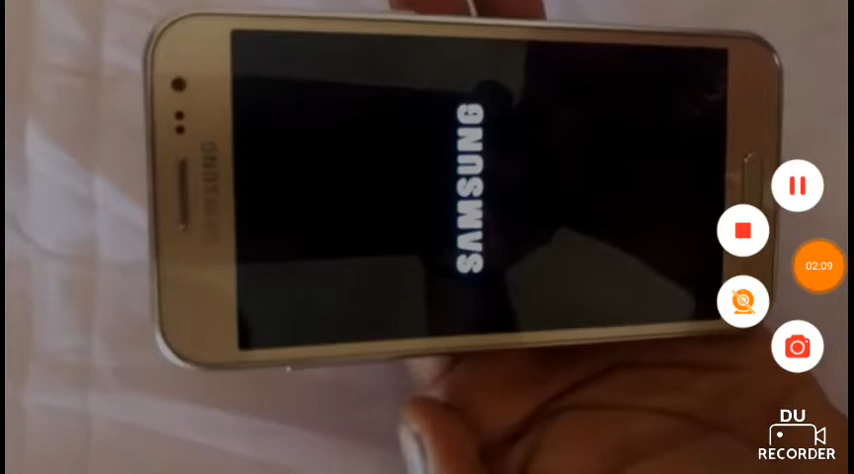 SAMSUNG
SAMSUNG
02:09
DU
RECORDER